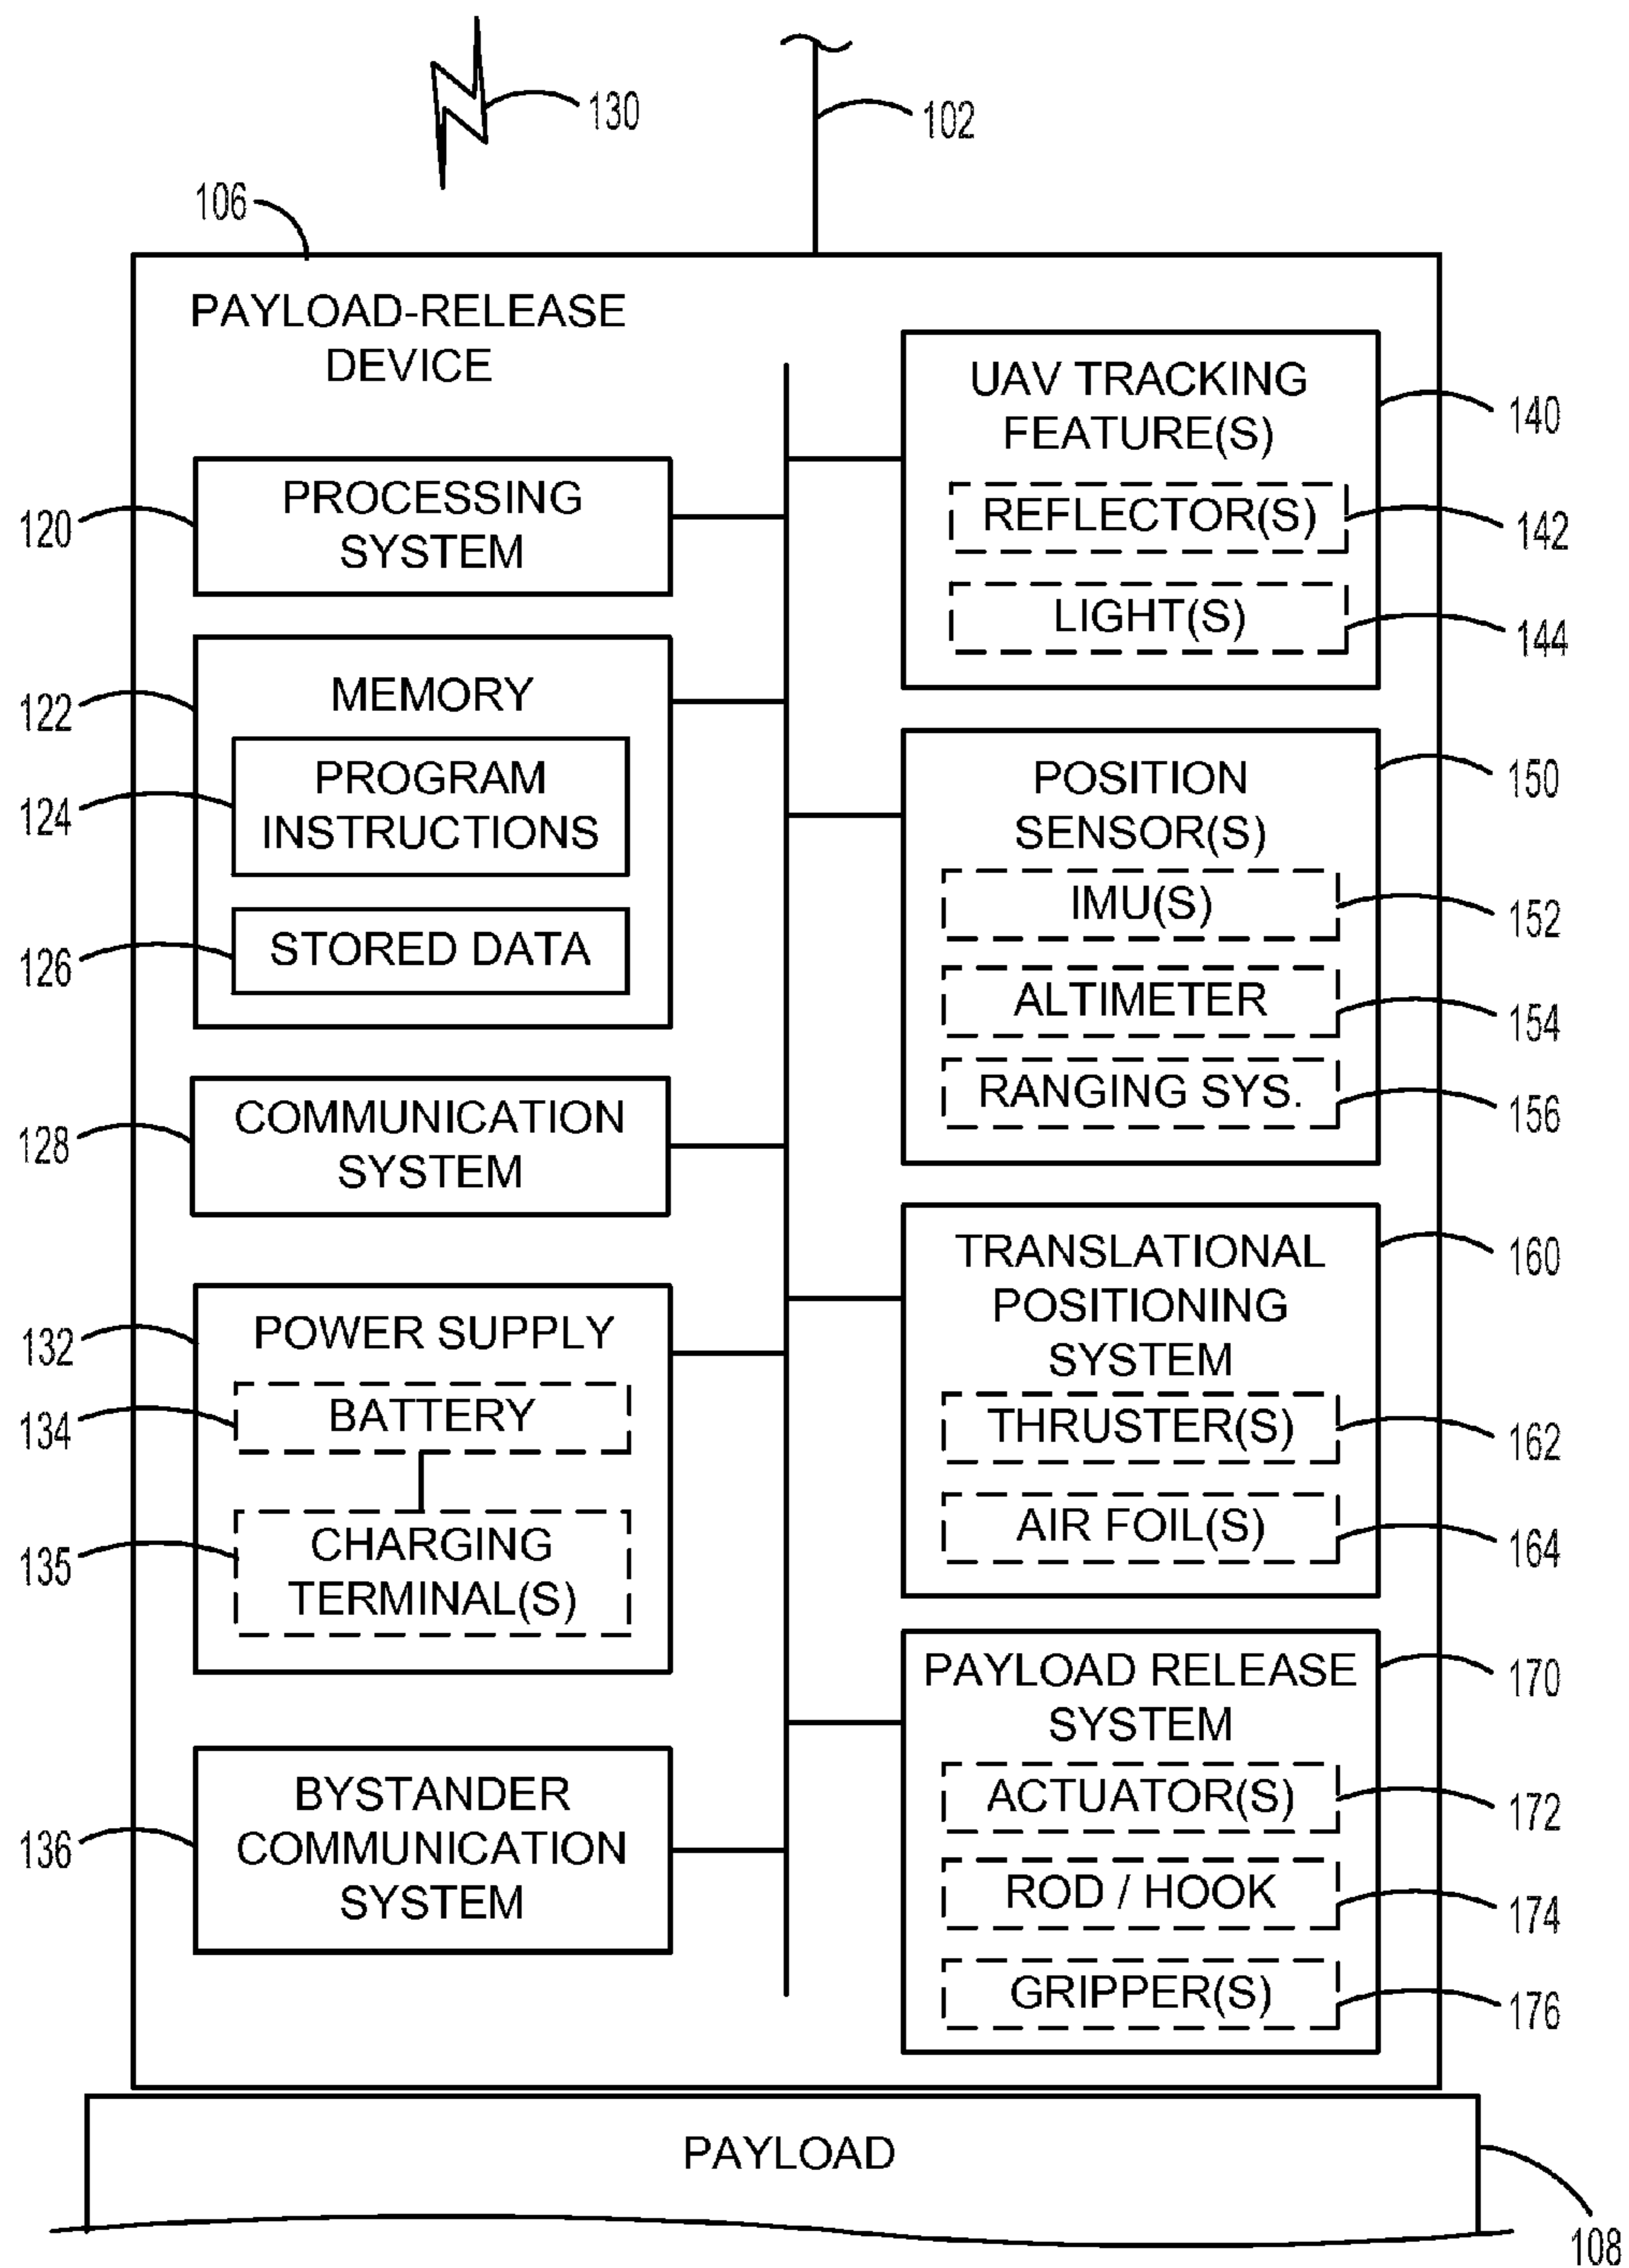 130
102
106
PAYLOAD-RELEASE
DEVICE
120
PROCESSING
SYSTEM
122
MEMORY
124
PROGRAM
INSTRUCTIONS
126
STORED DATA
128
COMMUNICATION
SYSTEM
132
POWER SUPPLY
134
BATTERY
135
CHARGING
TERMINAL(S)
136
BYSTANDER
COMMUNICATION
SYSTEM
UAV TRACKING
FEATURE(S)
140
REFLECTOR(S)
142
LIGHT(S)
144
POSITION
SENSOR(S)
150
IMU(S)
152
ALTIMETER
154
RANGING SYS.
156
TRANSLATIONAL
POSITIONING
SYSTEM
160
THRUSTER(S)
162
AIR FOIL(S)
164
PAYLOAD RELEASE
SYSTEM
170
ACTUATOR(S)
172
ROD / HOOK
174
GRIPPER(S)
176
PAYLOAD
108